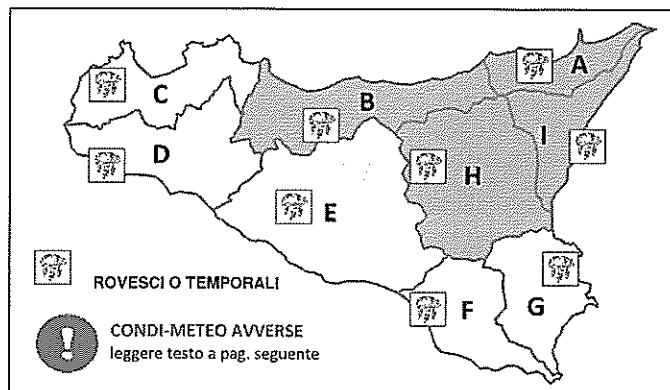 A
B
C
I
D
H
E
ROVESCI O TEMPORALI
F
G
CONDI-METEO AVVERSE
leggere testo a pag. seguente